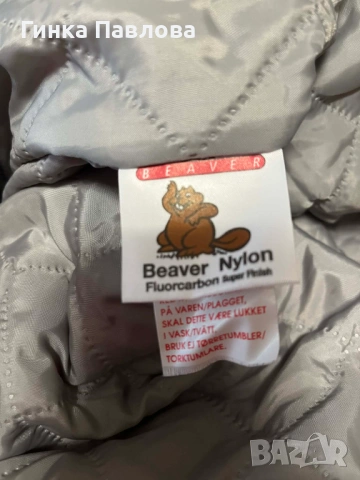 Гинка Павлова
BEAVER
Beaver Nylon
Fluorcarbon Super Finish
PÅ VAREN/PLAGGET,
SKAL DETTE VÆRE LUKKET
I VASK/TVÄTT.
BRUK EJ TØRKETUMBLER/
TORKTUMLARE.
BAZAR